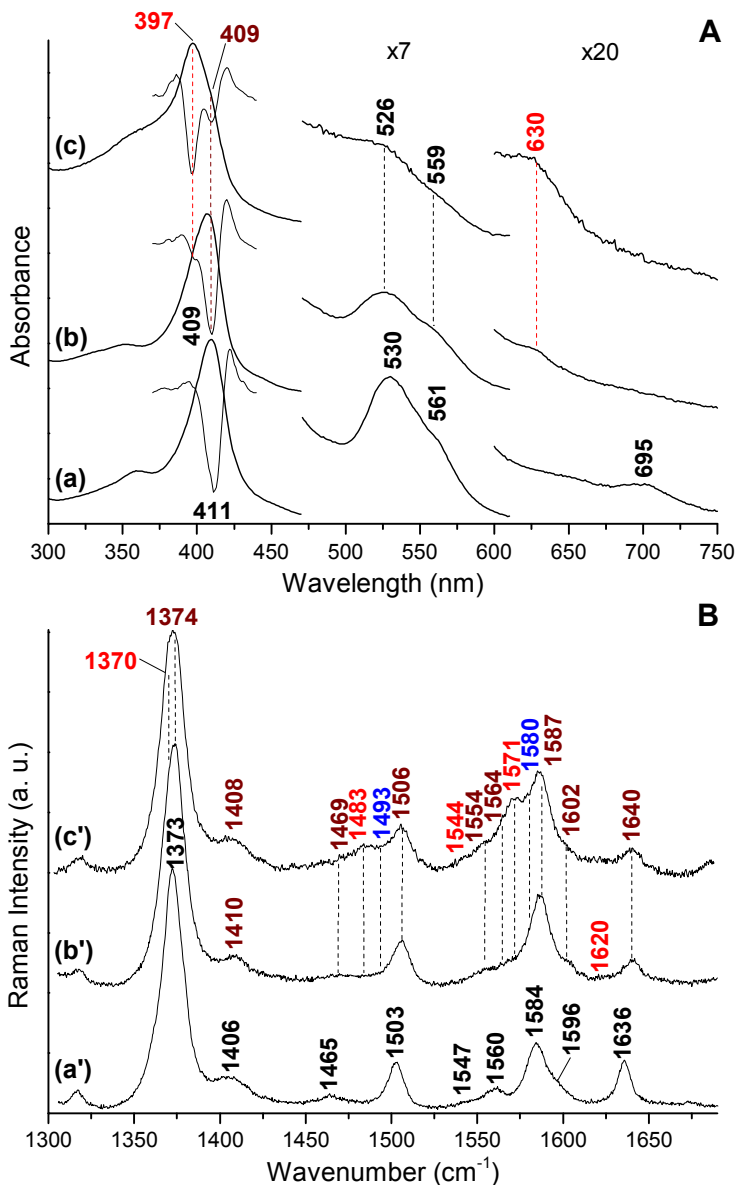 397
409
x7
x20
A
526
559
630
(c)
(b)
409
530
561
695
(a)
411
Absorbance
300 350 400 450 500 550 600 650 700 750
Wavelength (nm)
B
1374
1370
1408
1469
1483
1493
1506
1544
1554
1564
1571
1580
1587
1602
1640
(c')
1373
1410
1620
(b')
1406
1465
1503
1547
1560
1584
1596
1636
(a')
Raman Intensity (a. u.)
1300 1350 1400 1450 1500 1550 1600 1650
Wavenumber (cm⁻¹)